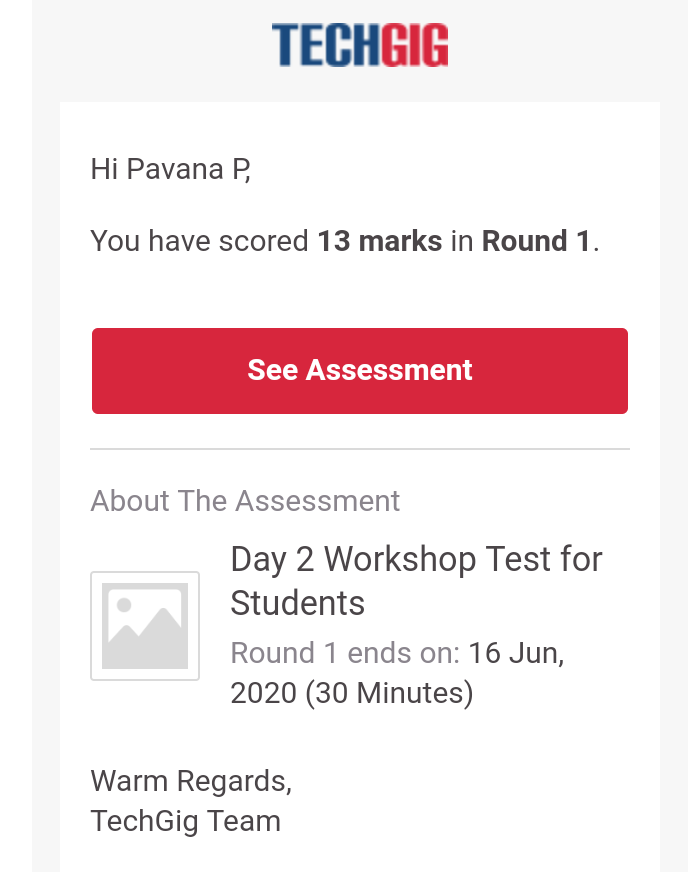 TECHGIG
Hi Pavana P,
You have scored 13 marks in Round 1.
See Assessment
About The Assessment
Day 2 Workshop Test for
Students
Round 1 ends on: 16 Jun,
2020 (30 Minutes)
Warm Regards,
TechGig Team